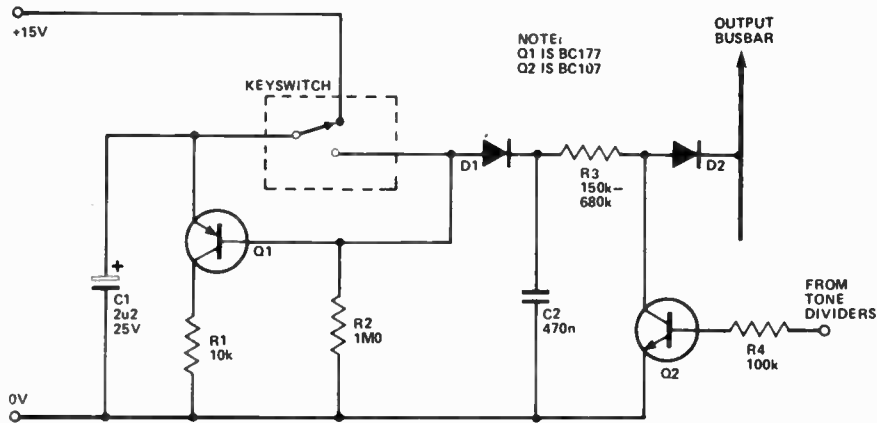 +15V
NOTE:
Q1 IS BC177
Q2 IS BC107
OUTPUT
BUSBAR
KEYSWITCH
D1
R3
150k–
680k
D2
Q1
+
C1
2u2
25V
R1
10k
R2
1M0
C2
470n
Q2
R4
100k
FROM
TONE
DIVIDERS
0V